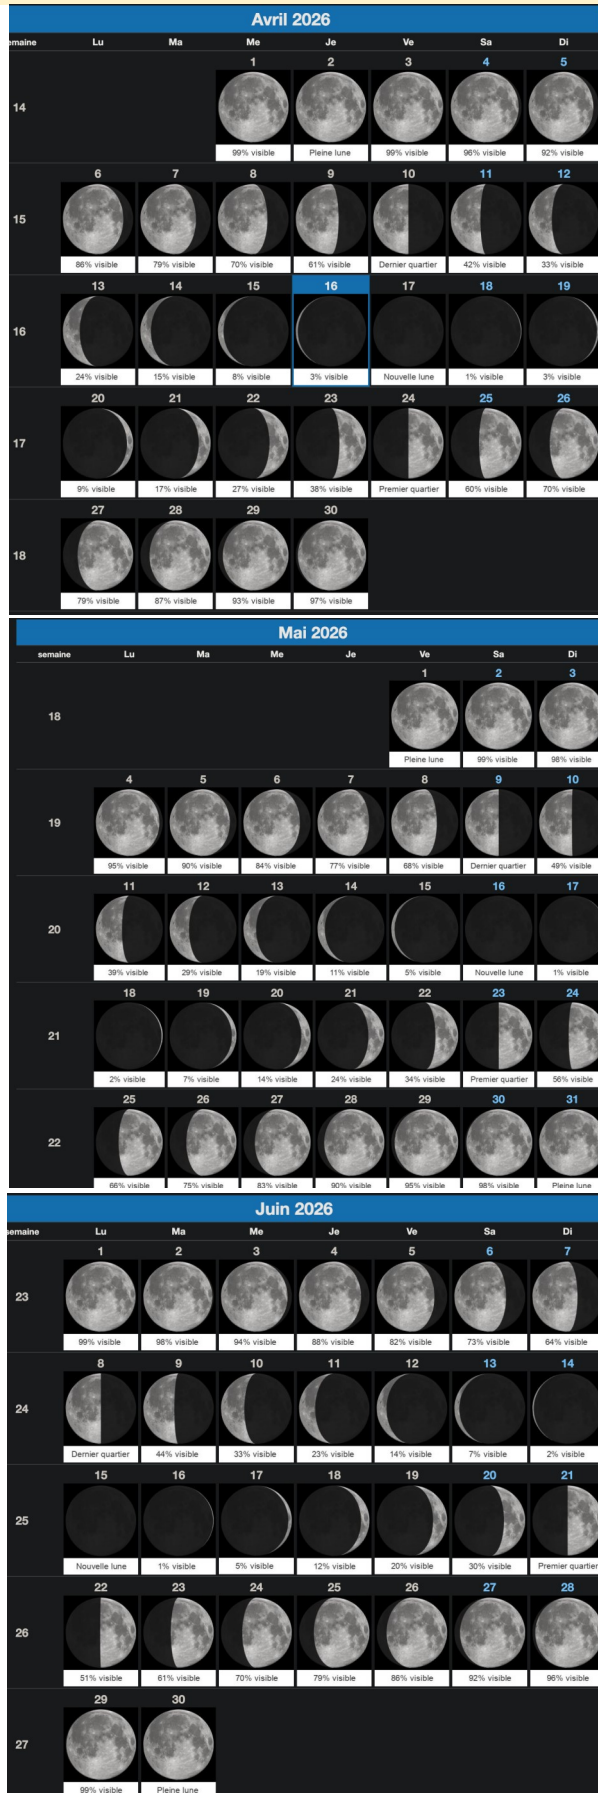 Avril 2026
emaine Lu Ma Me Je Ve Sa Di
1 2 3 4 5
14
99% visible Pleine lune 99% visible 96% visible 92% visible
6 7 8 9 10 11 12
15
86% visible 79% visible 70% visible 61% visible Dernier quartier 42% visible 33% visible
13 14 15 16 17 18 19
16
24% visible 15% visible 8% visible 3% visible Nouvelle lune 1% visible 3% visible
20 21 22 23 24 25 26
17
9% visible 17% visible 27% visible 38% visible Premier quartier 60% visible 70% visible
27 28 29 30
18
79% visible 87% visible 93% visible 97% visible
Mai 2026
semaine Lu Ma Me Je Ve Sa Di
1 2 3
18
Pleine lune 99% visible 98% visible
4 5 6 7 8 9 10
19
95% visible 90% visible 84% visible 77% visible 68% visible Dernier quartier 49% visible
11 12 13 14 15 16 17
20
39% visible 29% visible 19% visible 11% visible 5% visible Nouvelle lune 1% visible
18 19 20 21 22 23 24
21
2% visible 7% visible 14% visible 24% visible 34% visible Premier quartier 56% visible
25 26 27 28 29 30 31
22
66% visible 75% visible 83% visible 90% visible 95% visible 98% visible Pleine lune
Juin 2026
semaine Lu Ma Me Je Ve Sa Di
1 2 3 4 5 6 7
23
99% visible 98% visible 94% visible 88% visible 82% visible 73% visible 64% visible
8 9 10 11 12 13 14
24
Dernier quartier 44% visible 33% visible 23% visible 14% visible 7% visible 2% visible
15 16 17 18 19 20 21
25
Nouvelle lune 1% visible 5% visible 12% visible 20% visible 30% visible Premier quartier
22 23 24 25 26 27 28
26
51% visible 61% visible 70% visible 79% visible 86% visible 92% visible 96% visible
29 30
27
99% visible Pleine lune